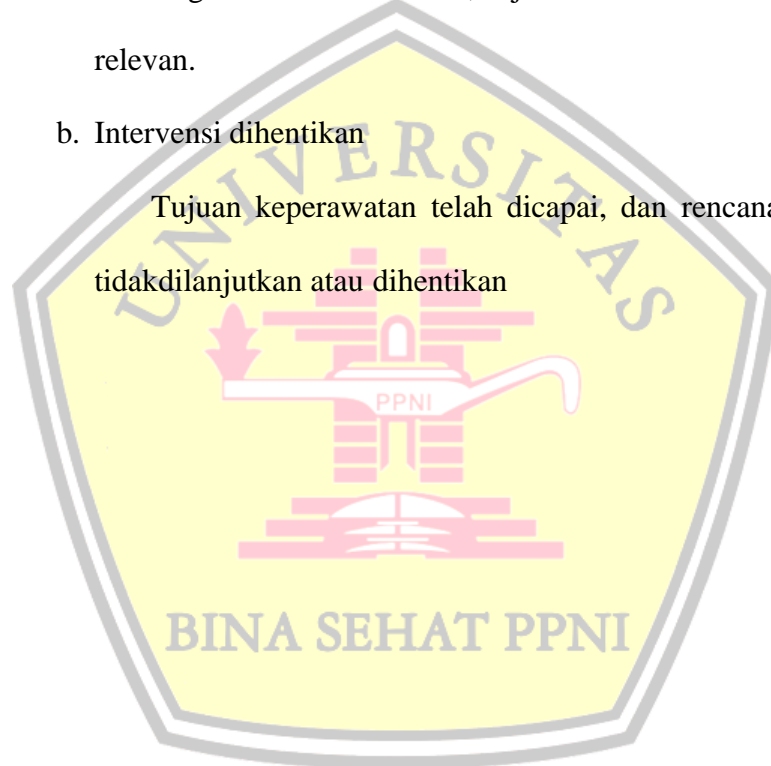 relevan.
b. Intervensi dihentikan
Tujuan keperawatan telah dicapai, dan rencana
tidakdilanjutkan atau dihentikan
UNIVERSITAS
PPNI
BINA SEHAT PPNI